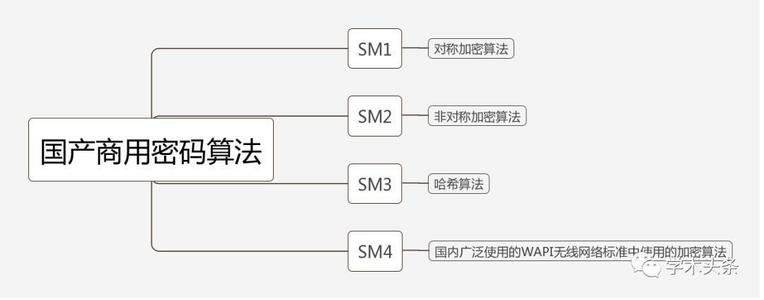 国产商用密码算法
SM1
对称加密算法
SM2
非对称加密算法
SM3
哈希算法
SM4
国内广泛使用的WAPI无线网络标准中使用的加密算法
学术头条